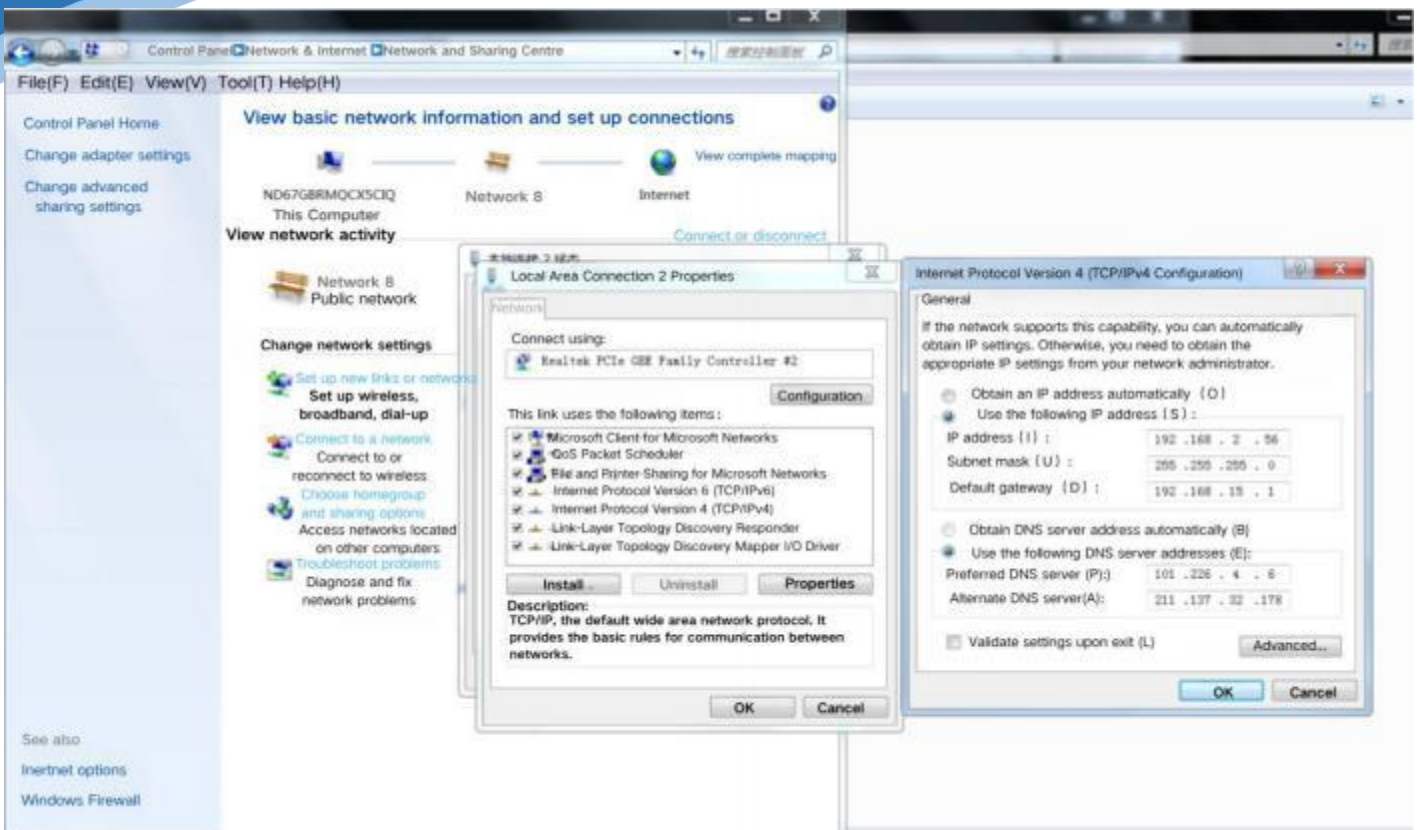 Control Panel Network & Internet Network and Sharing Centre
File(F) Edit(E) View(V) Tool(T) Help(H)
Control Panel Home
Change adapter settings
Change advanced
sharing settings
See also
Inertnet options
Windows Firewall
View basic network information and set up connections
View complete mapping
ND67GBRMQCX5CIQ
This Computer
Network 8
Internet
View network activity
Connect or disconnect
Network 8
Public network
Change network settings
Set up new links or networks
Set up wireless,
broadband, dial-up
Connect to a network
Connect to or
reconnect to wireless
Choose homegroup
and sharing options
Access networks located
on other computers
Troubleshoot problems
Diagnose and fix
network problems
Local Area Connection 2 Properties
Network
Connect using:
Realtek PCIe GBE Family Controller #2
Configuration
This link uses the following items:
Microsoft Client for Microsoft Networks
QoS Packet Scheduler
File and Printer Sharing for Microsoft Networks
Internet Protocol Version 6 (TCP/IPv6)
Internet Protocol Version 4 (TCP/IPv4)
Link-Layer Topology Discovery Responder
Link-Layer Topology Discovery Mapper I/O Driver
Install..
Uninstall
Properties
Description:
TCP/IP, the default wide area network protocol. It
provides the basic rules for communication between
networks.
OK Cancel
Internet Protocol Version 4 (TCP/IPv4 Configuration)
General
If the network supports this capability, you can automatically
obtain IP settings. Otherwise, you need to obtain the
appropriate IP settings from your network administrator.
Obtain an IP address automatically (O)
Use the following IP address (S):
IP address (I) : 192 .168 . 2 . 56
Subnet mask (U) : 255 .255 .255 . 0
Default gateway (D) : 192 .168 . 15 . 1
Obtain DNS server address automatically (B)
Use the following DNS server addresses (E):
Preferred DNS server (P):) 101 .226 . 4 . 6
Alternate DNS server(A): 211 .137 . 32 .178
Validate settings upon exit (L)
Advanced...
OK Cancel